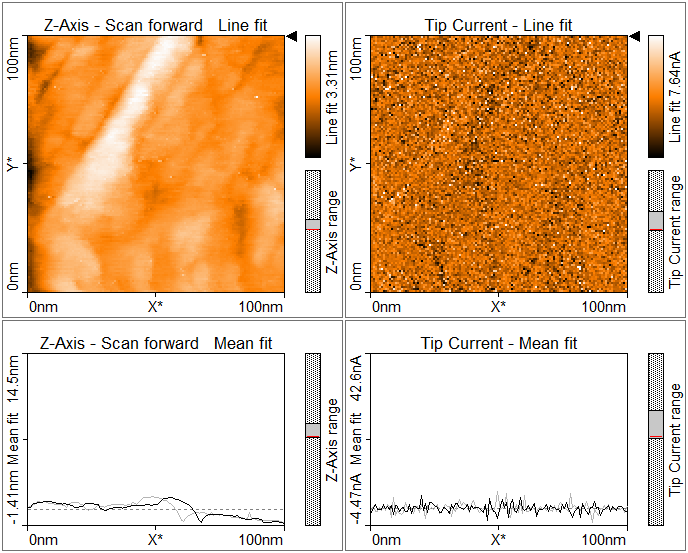 Z-Axis - Scan forward   Line fit
100nm
Y*
0nm
0nm
X*
100nm
Line fit 3.31nm
Z-Axis range
Tip Current - Line fit
100nm
Y*
0nm
0nm
X*
100nm
Line fit 7.64nA
Tip Current range
Z-Axis - Scan forward   Mean fit
-1.41nm   Mean fit   14.5nm
0nm
X*
100nm
Z-Axis range
Tip Current - Mean fit
-4.47nA   Mean fit   42.6nA
0nm
X*
100nm
Tip Current range